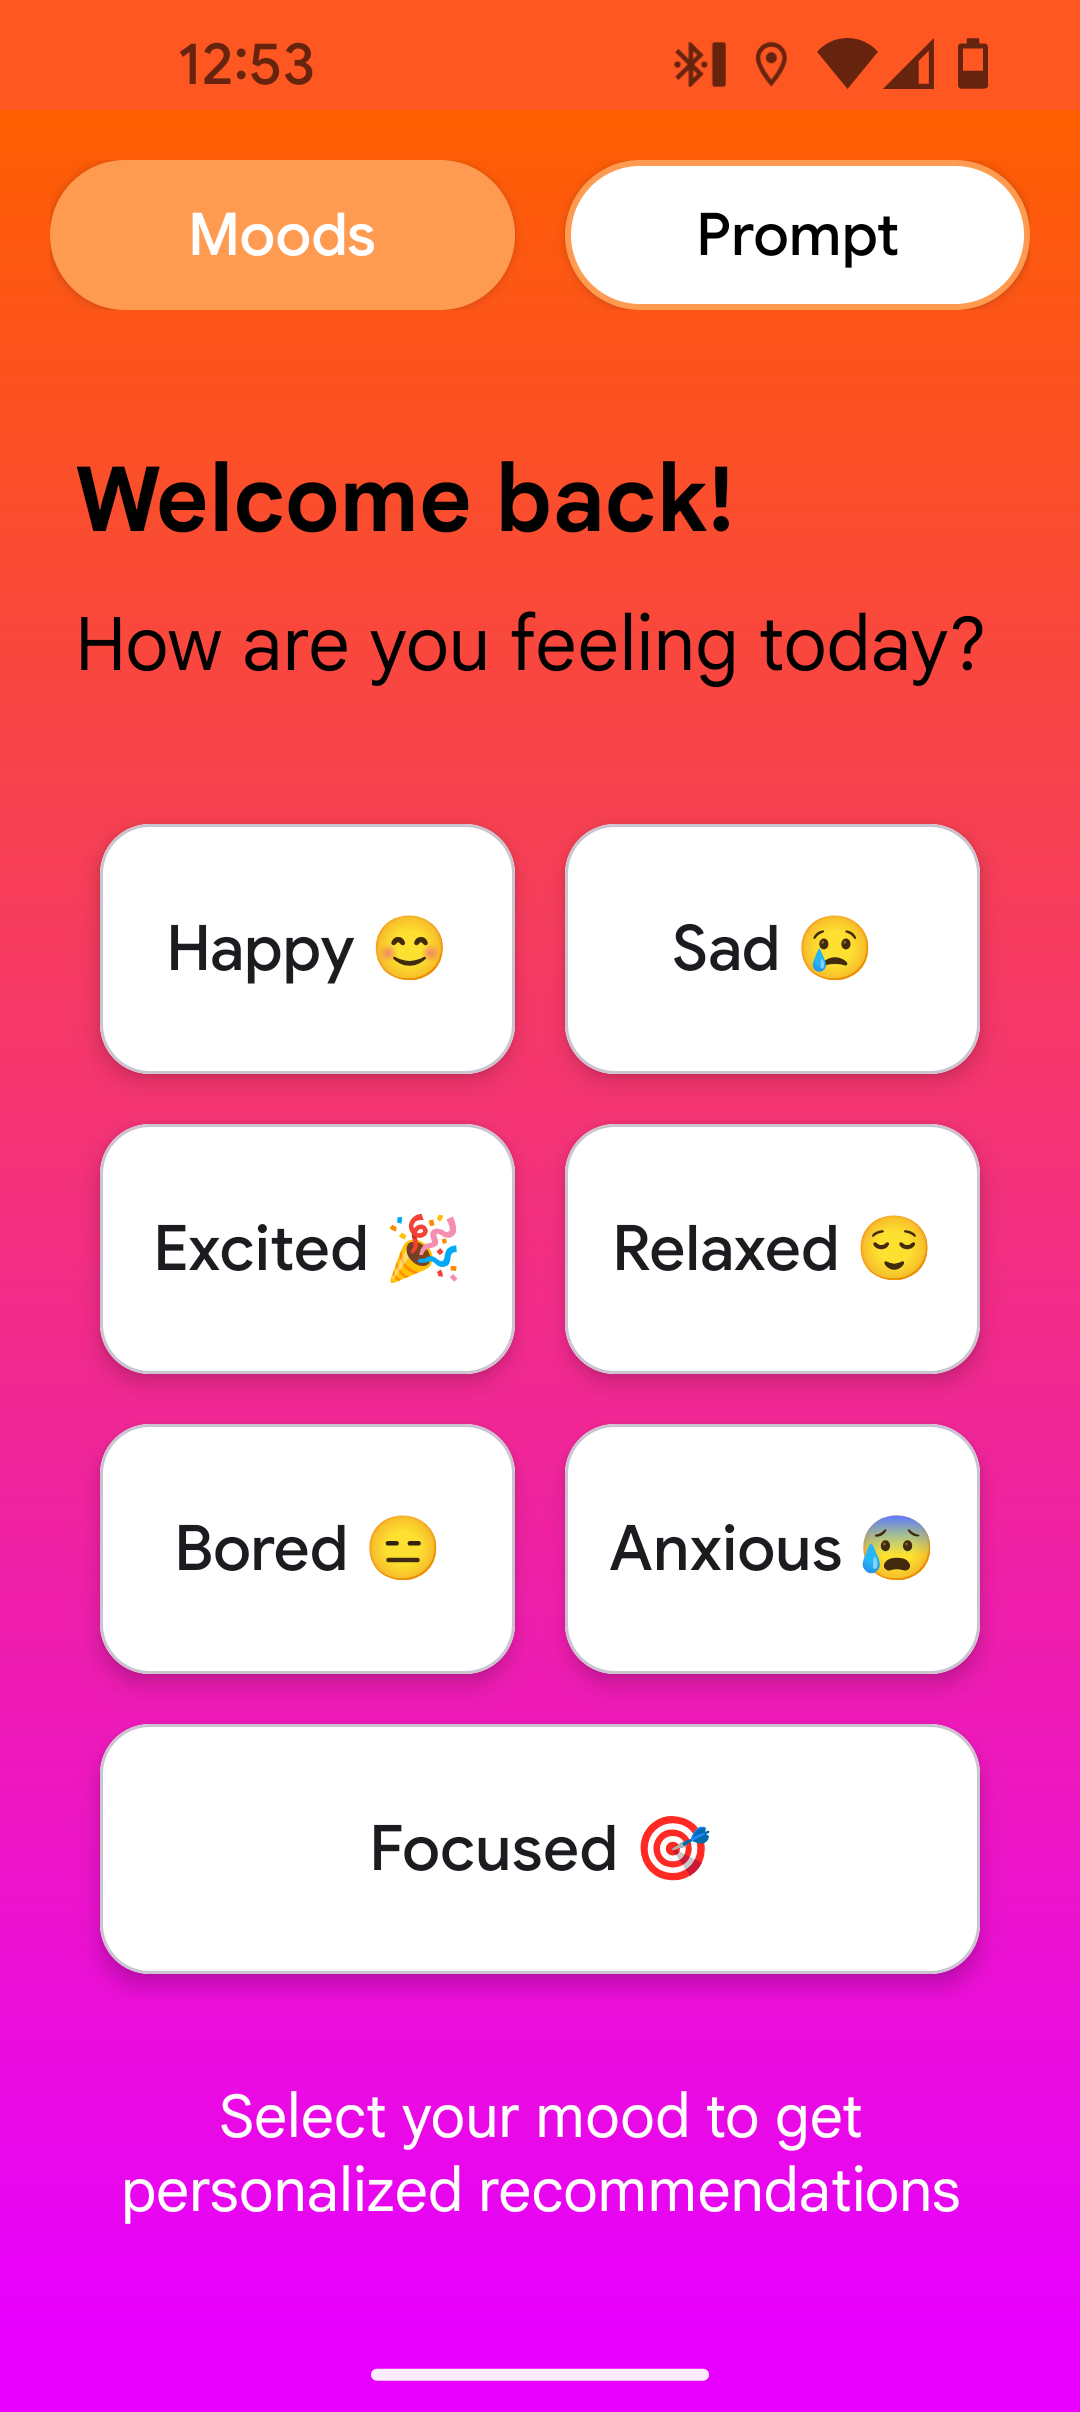 12:53
Moods
Prompt
Welcome back!
How are you feeling today?
Happy 😊
Sad 😢
Excited 🎉
Relaxed 😌
Bored 😑
Anxious 😰
Focused 🎯
Select your mood to get
personalized recommendations